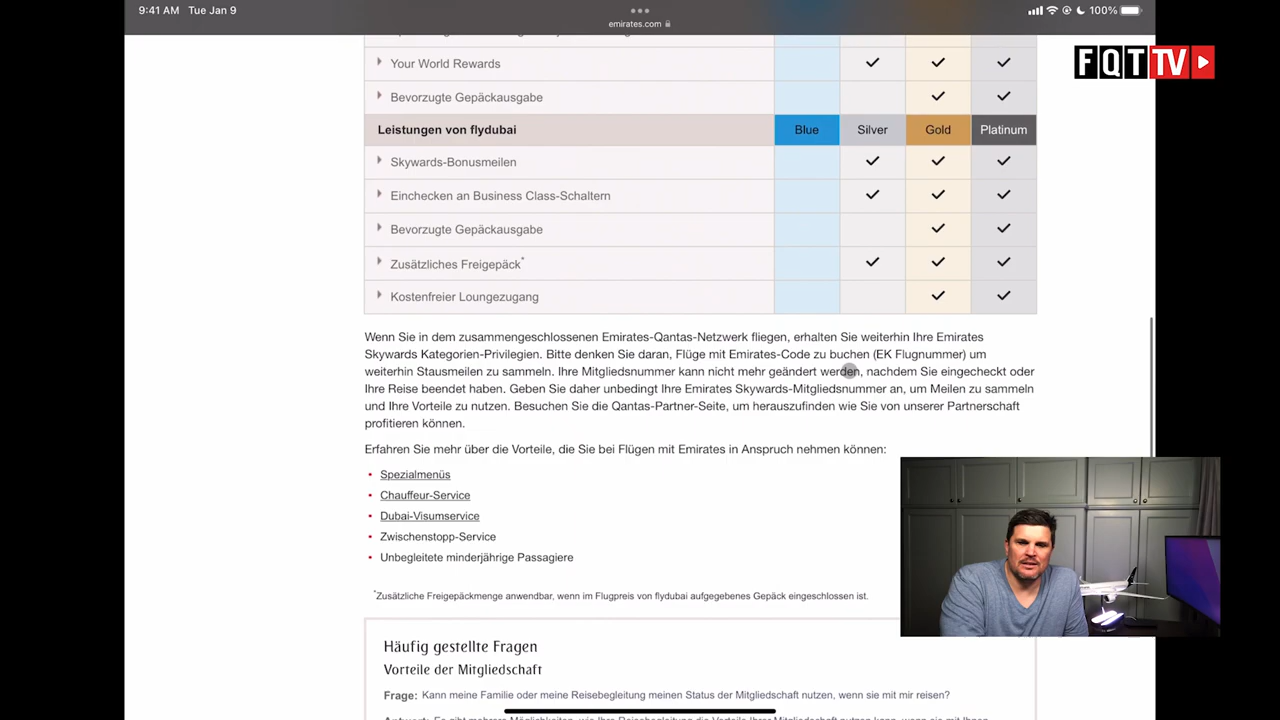 9:41 AM Tue Jan 9
emirates.com
100%
FQT TV
Your World Rewards
Bevorzugte Gepäckausgabe
Leistungen von flydubai Blue Silver Gold Platinum
Skywards-Bonusmeilen
Einchecken an Business Class-Schaltern
Bevorzugte Gepäckausgabe
Zusätzliches Freigepäck*
Kostenfreier Loungezugang
Wenn Sie in dem zusammengeschlossenen Emirates-Qantas-Netzwerk fliegen, erhalten Sie weiterhin Ihre Emirates
Skywards Kategorien-Privilegien. Bitte denken Sie daran, Flüge mit Emirates-Code zu buchen (EK Flugnummer) um
weiterhin Stausmeilen zu sammeln. Ihre Mitgliedsnummer kann nicht mehr geändert werden, nachdem Sie eingecheckt oder
Ihre Reise beendet haben. Geben Sie daher unbedingt Ihre Emirates Skywards-Mitgliedsnummer an, um Meilen zu sammeln
und Ihre Vorteile zu nutzen. Besuchen Sie die Qantas-Partner-Seite, um herauszufinden wie Sie von unserer Partnerschaft
profitieren können.
Erfahren Sie mehr über die Vorteile, die Sie bei Flügen mit Emirates in Anspruch nehmen können:
• Spezialmenüs
• Chauffeur-Service
• Dubai-Visumservice
• Zwischenstopp-Service
• Unbegleitete minderjährige Passagiere
*Zusätzliche Freigepäckmenge anwendbar, wenn im Flugpreis von flydubai aufgegebenes Gepäck eingeschlossen ist.
Häufig gestellte Fragen
Vorteile der Mitgliedschaft
Frage: Kann meine Familie oder meine Reisebegleitung meinen Status der Mitgliedschaft nutzen, wenn sie mit mir reisen?